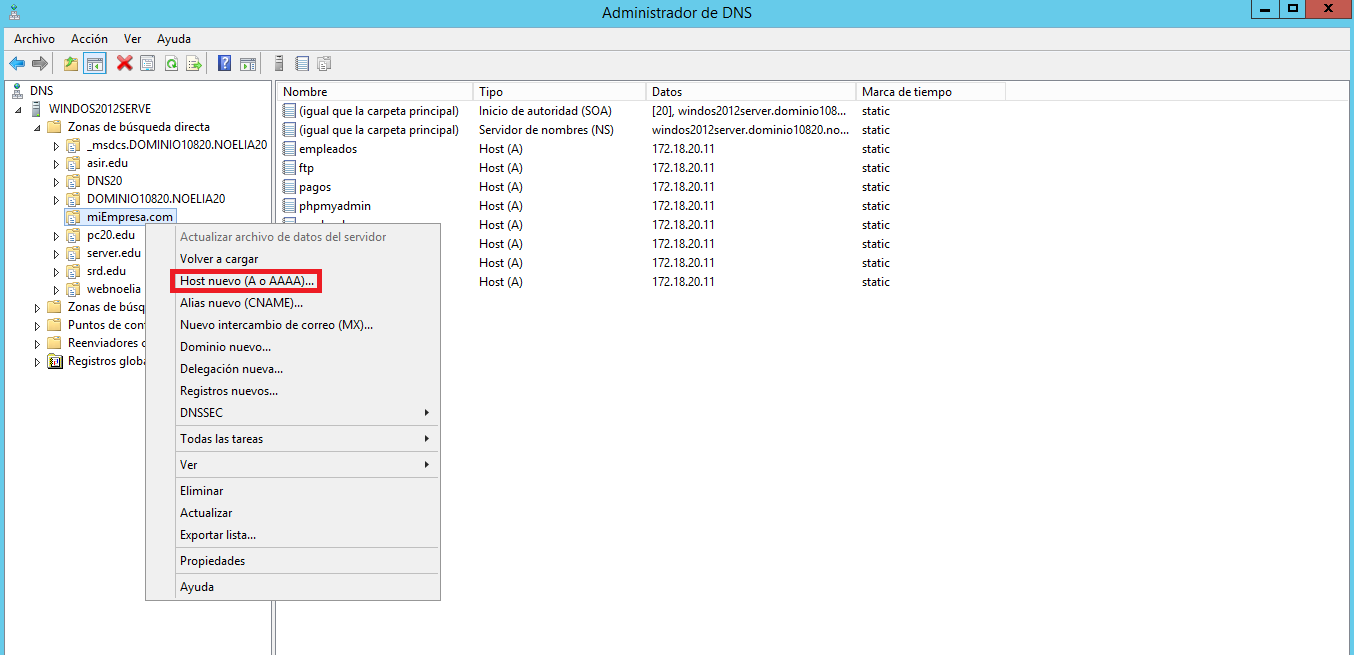 Administrador de DNS
Archivo Acción Ver Ayuda
DNS
WINDOS2012SERVE
Zonas de búsqueda directa
_msdcs.DOMINIO10820.NOELIA20
asir.edu
DNS20
DOMINIO10820.NOELIA20
miEmpresa.com
pc20.edu
server.edu
srd.edu
webnoelia
Zonas de búsq
Puntos de con
Reenviadores
Registros globa
Nombre Tipo Datos Marca de tiempo
(igual que la carpeta principal) Inicio de autoridad (SOA) [20], windos2012server.dominio108... static
(igual que la carpeta principal) Servidor de nombres (NS) windos2012server.dominio10820.no... static
empleados Host (A) 172.18.20.11 static
ftp Host (A) 172.18.20.11 static
pagos Host (A) 172.18.20.11 static
phpmyadmin Host (A) 172.18.20.11 static
Host (A) 172.18.20.11 static
Host (A) 172.18.20.11 static
Host (A) 172.18.20.11 static
Host (A) 172.18.20.11 static
Actualizar archivo de datos del servidor
Volver a cargar
Host nuevo (A o AAAA)...
Alias nuevo (CNAME)...
Nuevo intercambio de correo (MX)...
Dominio nuevo...
Delegación nueva...
Registros nuevos...
DNSSEC
Todas las tareas
Ver
Eliminar
Actualizar
Exportar lista...
Propiedades
Ayuda